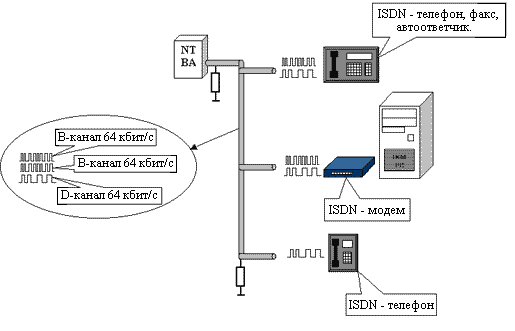 ISDN - телефон, факс,
автоответчик.
NT
BA
В-канал 64 кбит/с
В-канал 64 кбит/с
D-канал 64 кбит/с
ISDN - модем
ISDN - телефон